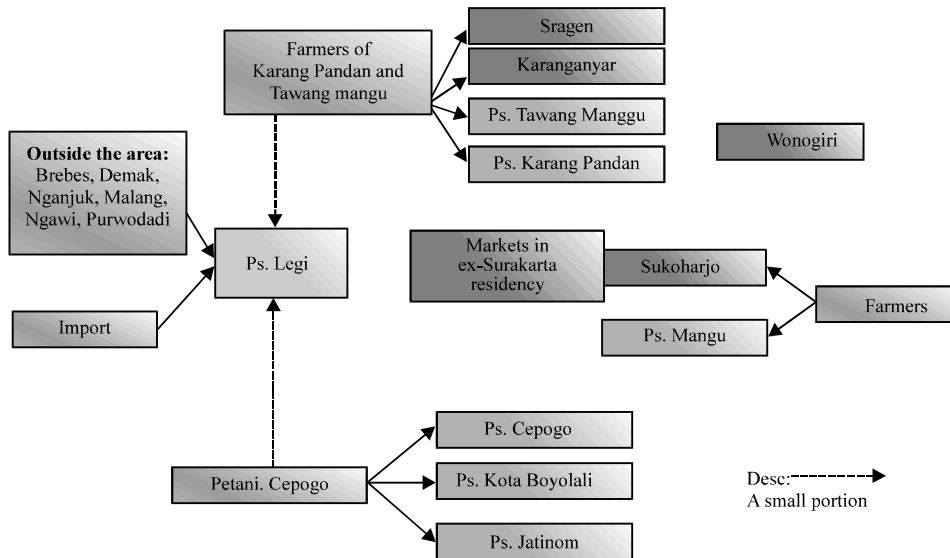 Farmers of
Karang Pandan and
Tawang mangu
Sragen
Karanganyar
Ps. Tawang Manggu
Ps. Karang Pandan
Wonogiri
Outside the area:
Brebes, Demak,
Nganjuk, Malang,
Ngawi, Purwodadi
Ps. Legi
Import
Markets in
ex-Surakarta
residency
Sukoharjo
Ps. Mangu
Farmers
Petani. Cepogo
Ps. Cepogo
Ps. Kota Boyolali
Ps. Jatinom
Desc:
A small portion